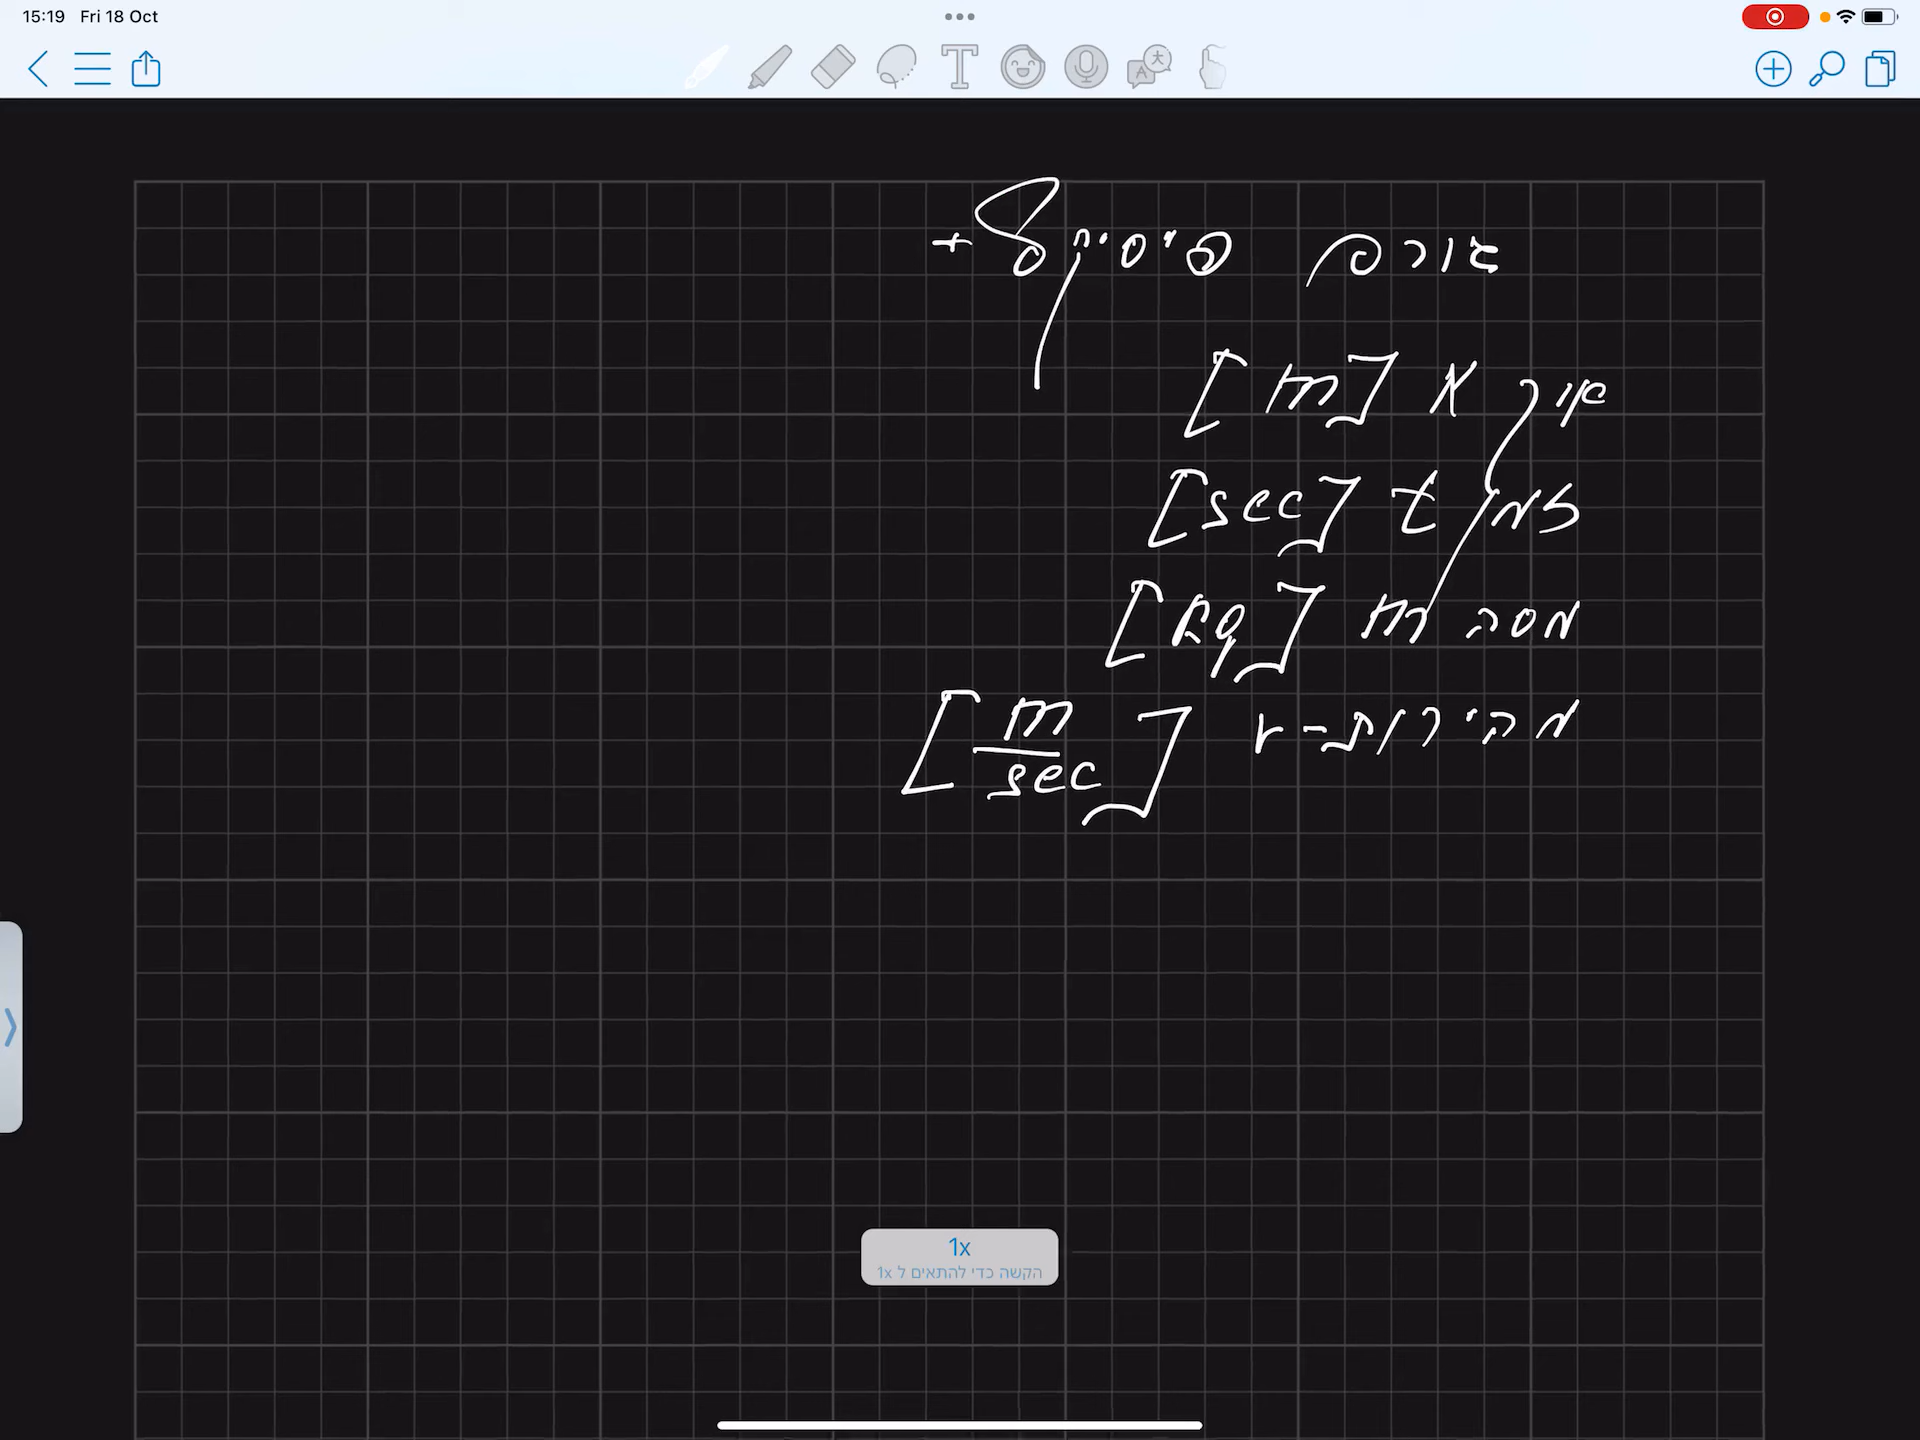 15:19 Fri 18 Oct
גורם פיסיקלי +
אורך x [m]
זמן t [sec]
מסה m [kg]
מהירות - v [m/sec]
1x
הקשה כדי להתאים ל 1x